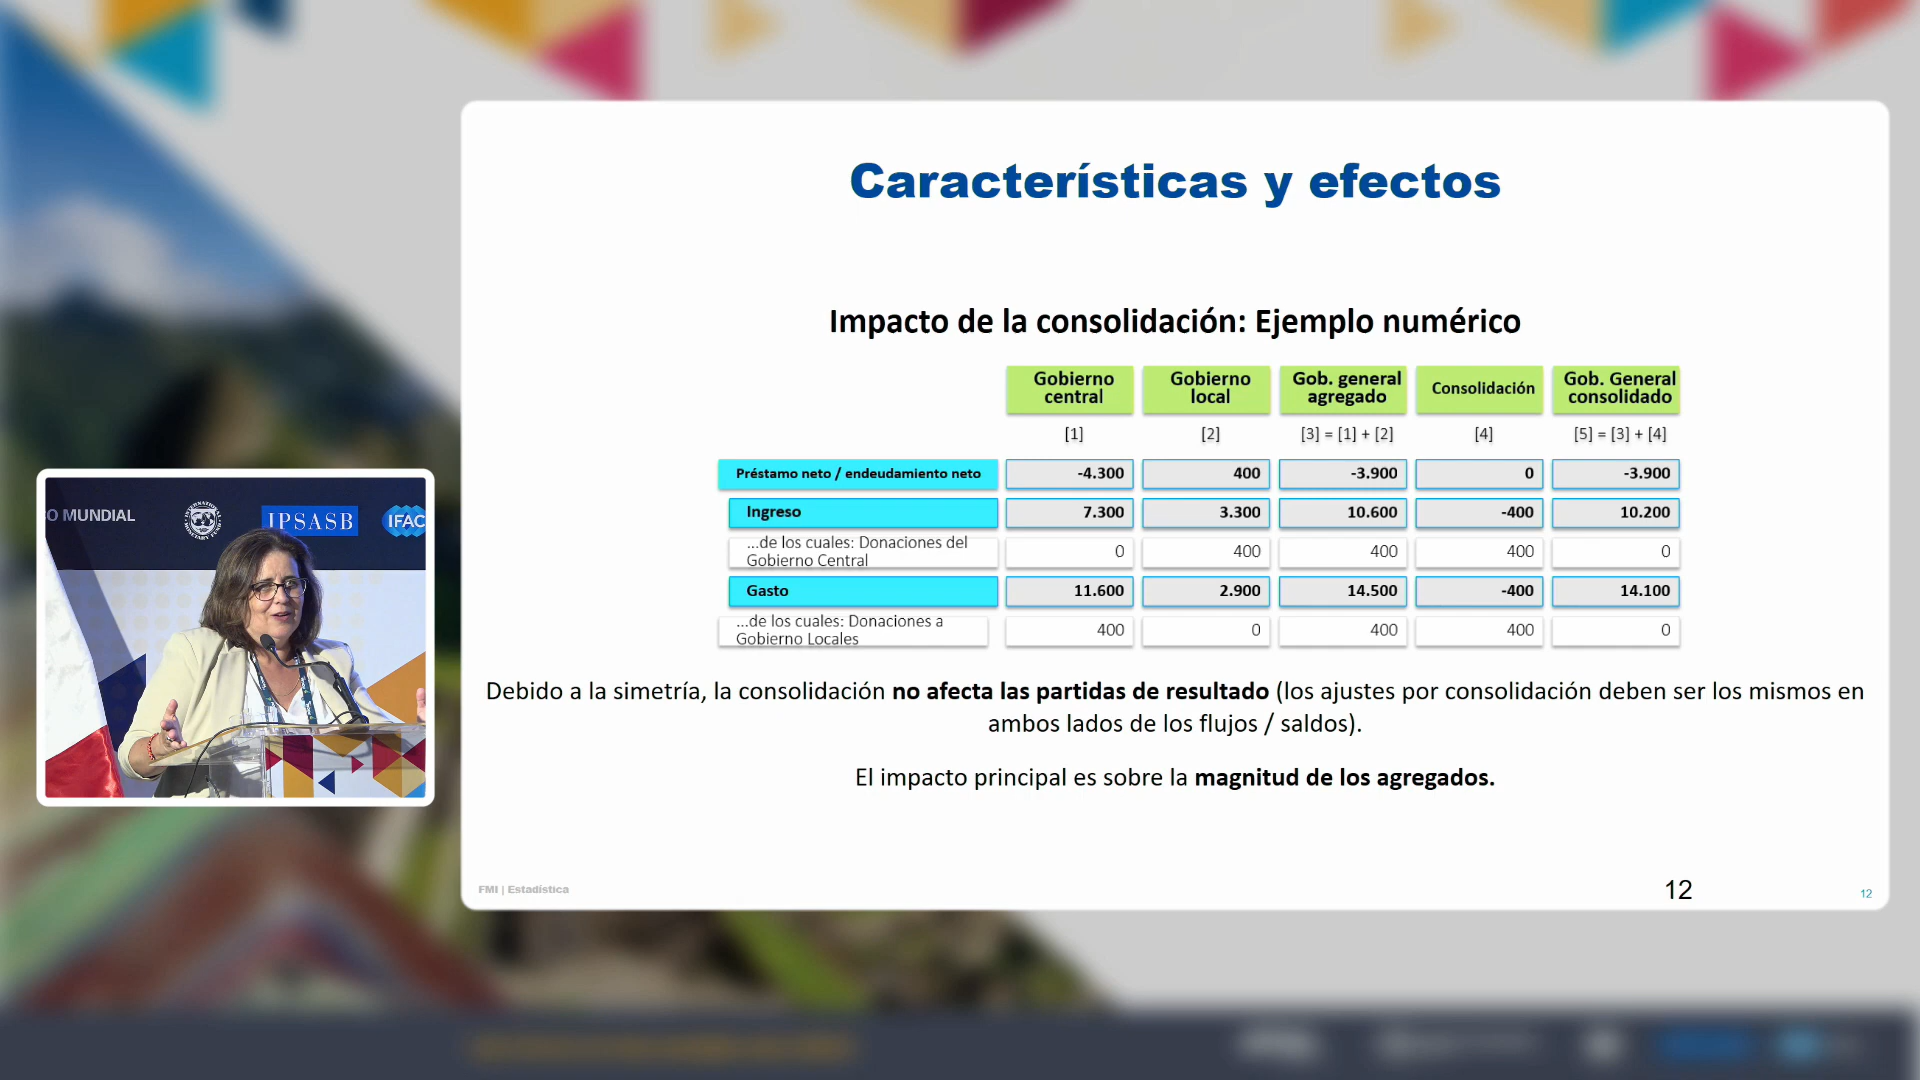 Características y efectos
Impacto de la consolidación: Ejemplo numérico
Gobierno central
Gobierno local
Gob. general agregado
Consolidación
Gob. General consolidado
[1] [2] [3] = [1] + [2] [4] [5] = [3] + [4]
Préstamo neto / endeudamiento neto -4.300 400 -3.900 0 -3.900
Ingreso 7.300 3.300 10.600 -400 10.200
...de los cuales: Donaciones del
Gobierno Central 0 400 400 400 0
Gasto 11.600 2.900 14.500 -400 14.100
...de los cuales: Donaciones a
Gobierno Locales 400 0 400 400 0
Debido a la simetría, la consolidación no afecta las partidas de resultado (los ajustes por consolidación deben ser los mismos en
ambos lados de los flujos / saldos).
El impacto principal es sobre la magnitud de los agregados.
FMI | Estadística
12
12
O MUNDIAL
IPSASB
IFAC